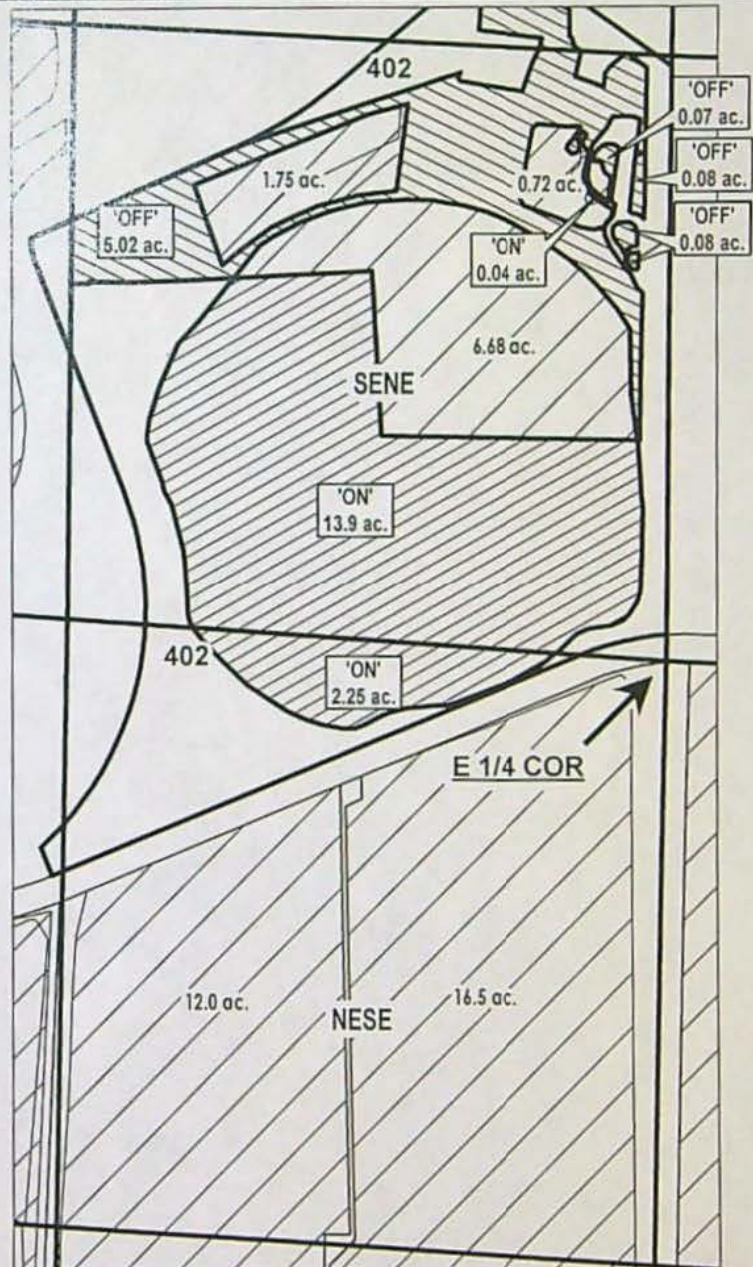 402
'OFF'
0.07 ac.
'OFF'
0.08 ac.
1.75 ac.
0.72 ac.
'OFF'
5.02 ac.
'ON'
0.04 ac.
'OFF'
0.08 ac.
6.68 ac.
SENE
'ON'
13.9 ac.
402
'ON'
2.25 ac.
E 1/4 COR
12.0 ac.
16.5 ac.
NESE